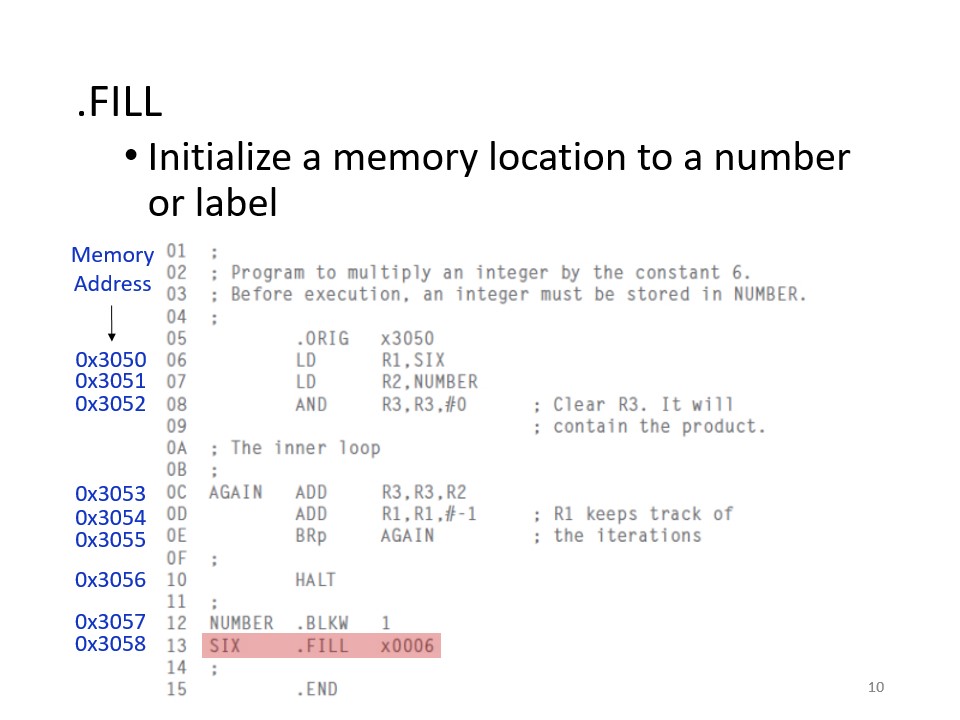 .FILL
• Initialize a memory location to a number
or label
Memory
Address
01 ;
02 ; Program to multiply an integer by the constant 6.
03 ; Before execution, an integer must be stored in NUMBER.
04 ;
05 .ORIG x3050
0x3050 06 LD R1,SIX
0x3051 07 LD R2,NUMBER
0x3052 08 AND R3,R3,#0 ; Clear R3. It will
09 ; contain the product.
0A ; The inner loop
0B ;
0x3053 0C AGAIN ADD R3,R3,R2
0x3054 0D ADD R1,R1,#-1 ; R1 keeps track of
0x3055 0E BRp AGAIN ; the iterations
0F ;
0x3056 10 HALT
11 ;
0x3057 12 NUMBER .BLKW 1
0x3058 13 SIX .FILL x0006
14 ;
15 .END
10